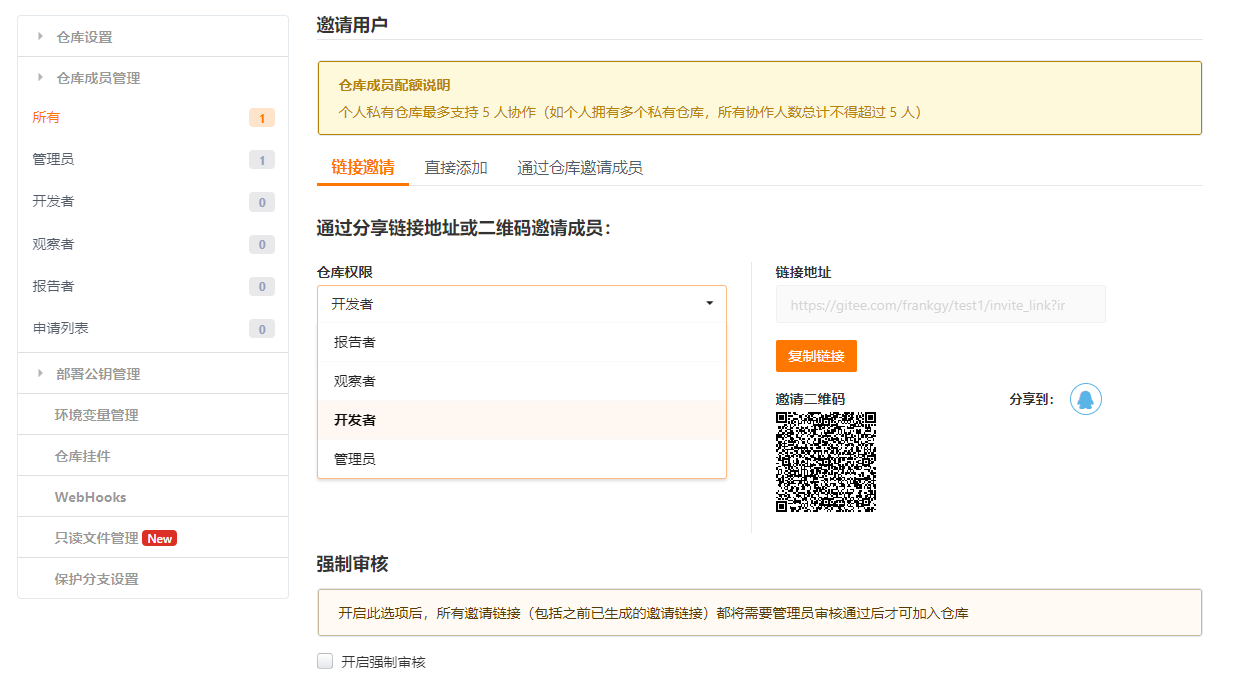 仓库设置
仓库成员管理
所有 1
管理员 1
开发者 0
观察者 0
报告者 0
申请列表 0
部署公钥管理
环境变量管理
仓库挂件
WebHooks
只读文件管理 New
保护分支设置
邀请用户
仓库成员配额说明
个人私有仓库最多支持 5 人协作（如个人拥有多个私有仓库，所有协作人数总计不得超过 5 人）
链接邀请 直接添加 通过仓库邀请成员
通过分享链接地址或二维码邀请成员：
仓库权限
开发者
报告者
观察者
开发者
管理员
链接地址
https://gitee.com/frankgy/test1/invite_link?ir
复制链接
邀请二维码 分享到：
强制审核
开启此选项后，所有邀请链接（包括之前已生成的邀请链接）都将需要管理员审核通过后才可加入仓库
开启强制审核